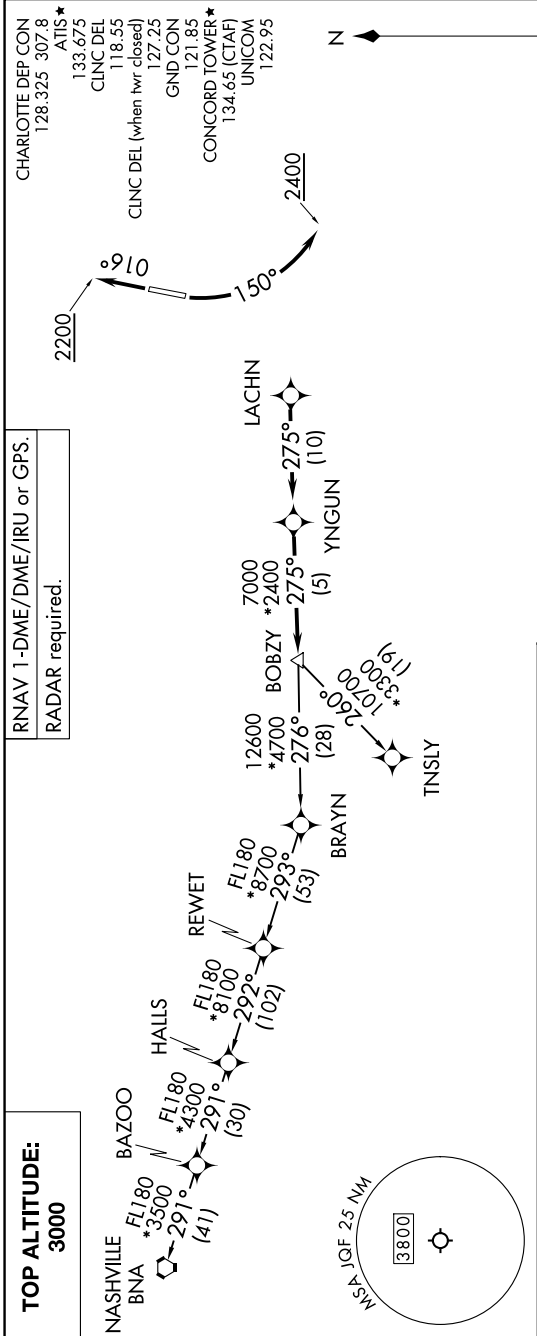 TOP ALTITUDE:
3000
RNAV 1-DME/DME/IRU or GPS.
RADAR required.
CHARLOTTE DEP CON
128.325 307.8
ATIS★
133.675
CLNC DEL
118.55
CLNC DEL (when twr closed)
127.25
GND CON
121.85
CONCORD TOWER★
134.65 (CTAF)
UNICOM
122.95
N
2200
016°
150°
2400
NASHVILLE
BNA
FL180
*3500
291°
(41)
BAZOO
FL180
*4300
291°
(30)
HALLS
FL180
*8100
292°
(102)
REWET
FL180
*8700
293°
(53)
BRAYN
12600
*4700
276°
(28)
BOBZY
7000
*2400
275°
(5)
YNGUN
275°
(10)
LACHN
260°
10700
*3300
(19)
TNSLY
MSA JQF 25 NM
3800